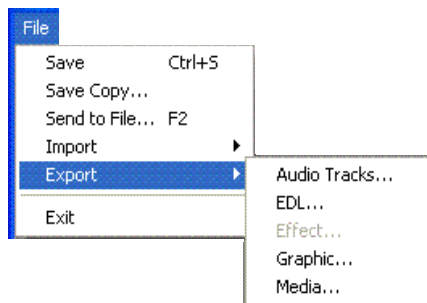 File
Save Ctrl+S
Save Copy...
Send to File... F2
Import
Export
Exit
Audio Tracks...
EDL...
Effect...
Graphic...
Media...